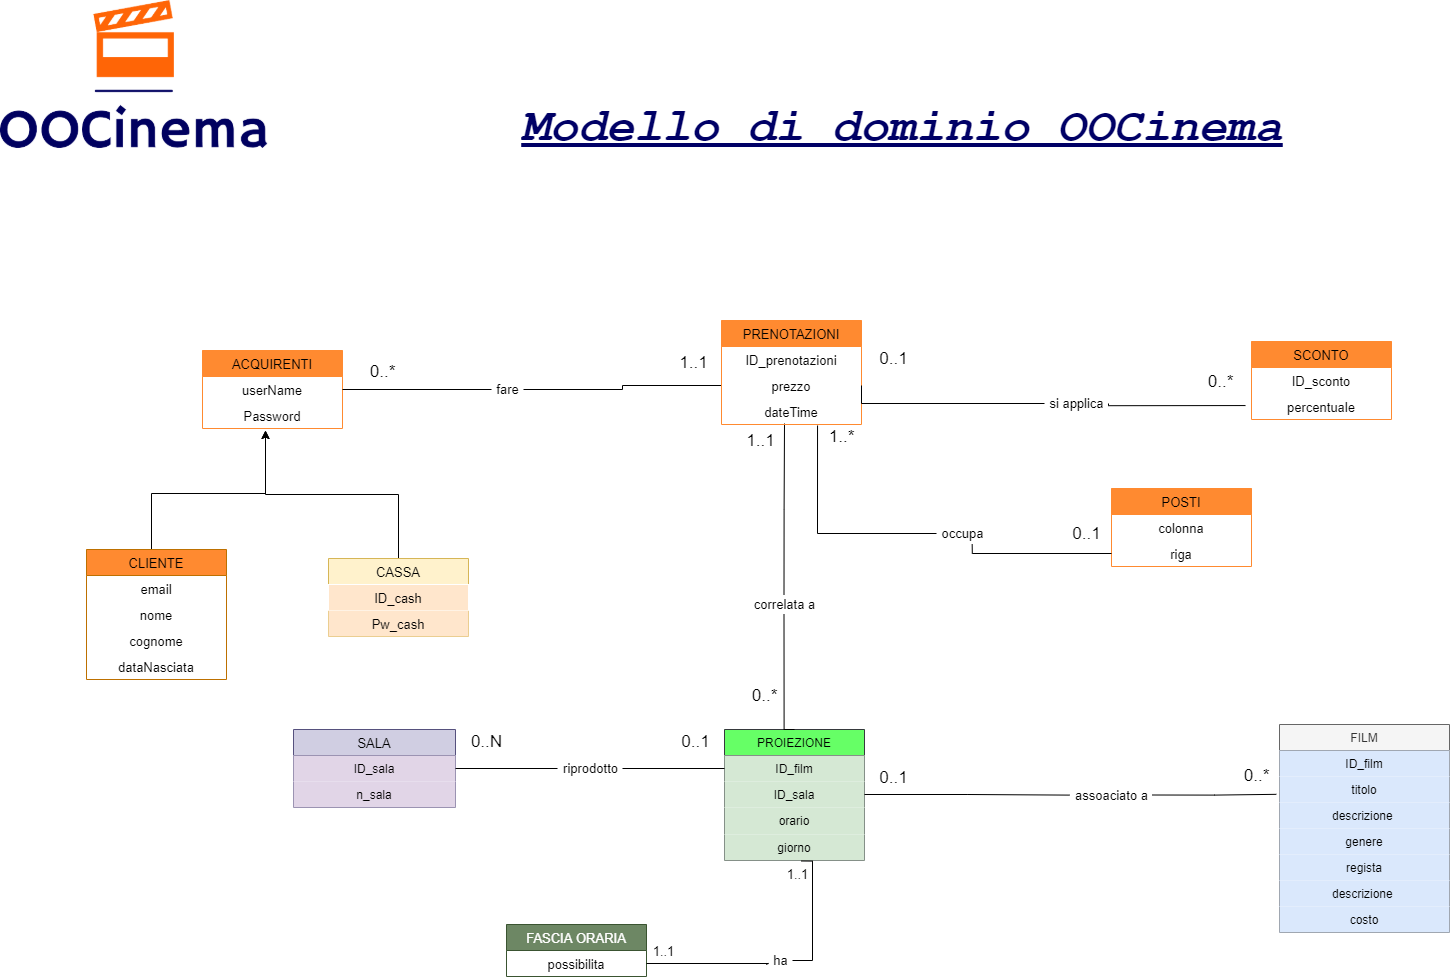 OOCinema
Modello di dominio OOCinema
PRENOTAZIONI
ID_prenotazioni
prezzo
dateTime
ACQUIRENTI
userName
Password
0..*
fare
1..1
0..1
si applica
0..*
SCONTO
ID_sconto
percentuale
1..1
1..*
occupa
0..1
POSTI
colonna
riga
CLIENTE
email
nome
cognome
dataNasciata
CASSA
ID_cash
Pw_cash
correlata a
0..*
SALA
ID_sala
n_sala
0..N
riprodotto
0..1
PROIEZIONE
ID_film
ID_sala
orario
giorno
0..1
assoaciato a
0..*
FILM
ID_film
titolo
descrizione
genere
regista
descrizione
costo
1..1
FASCIA ORARIA
possibilita
1..1
ha